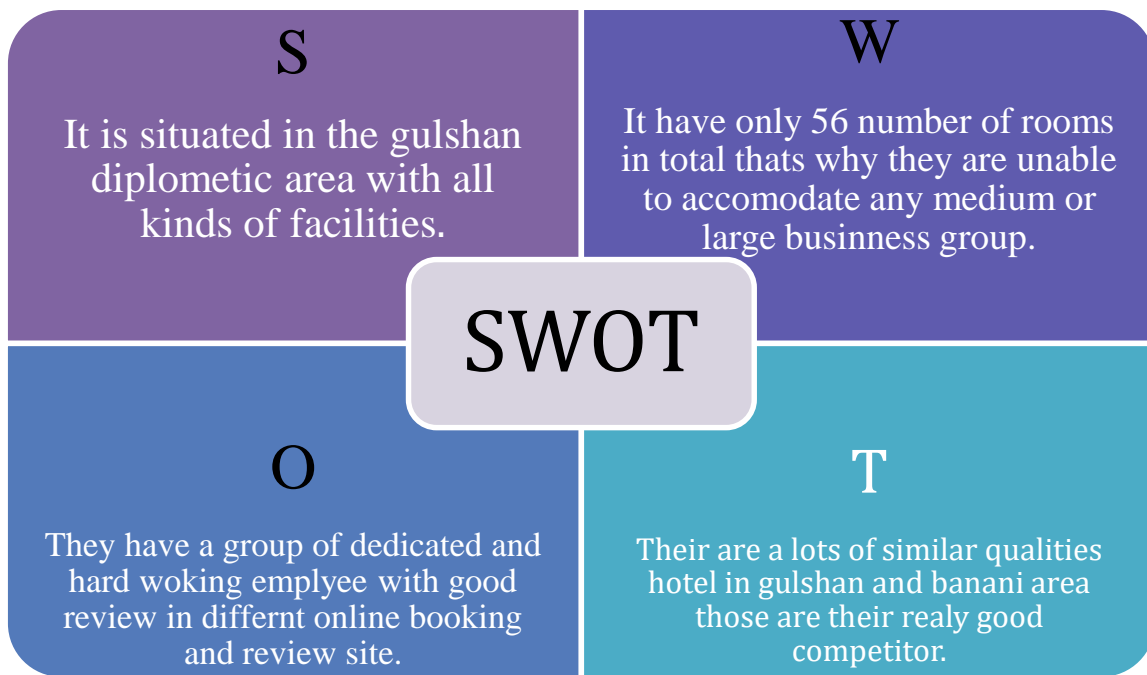 S
It is situated in the gulshan
diplometic area with all
kinds of facilities.
W
It have only 56 number of rooms
in total thats why they are unable
to accomodate any medium or
large businness group.
SWOT
O
They have a group of dedicated and
hard woking emplyee with good
review in differnt online booking
and review site.
T
Their are a lots of similar qualities
hotel in gulshan and banani area
those are their realy good
competitor.